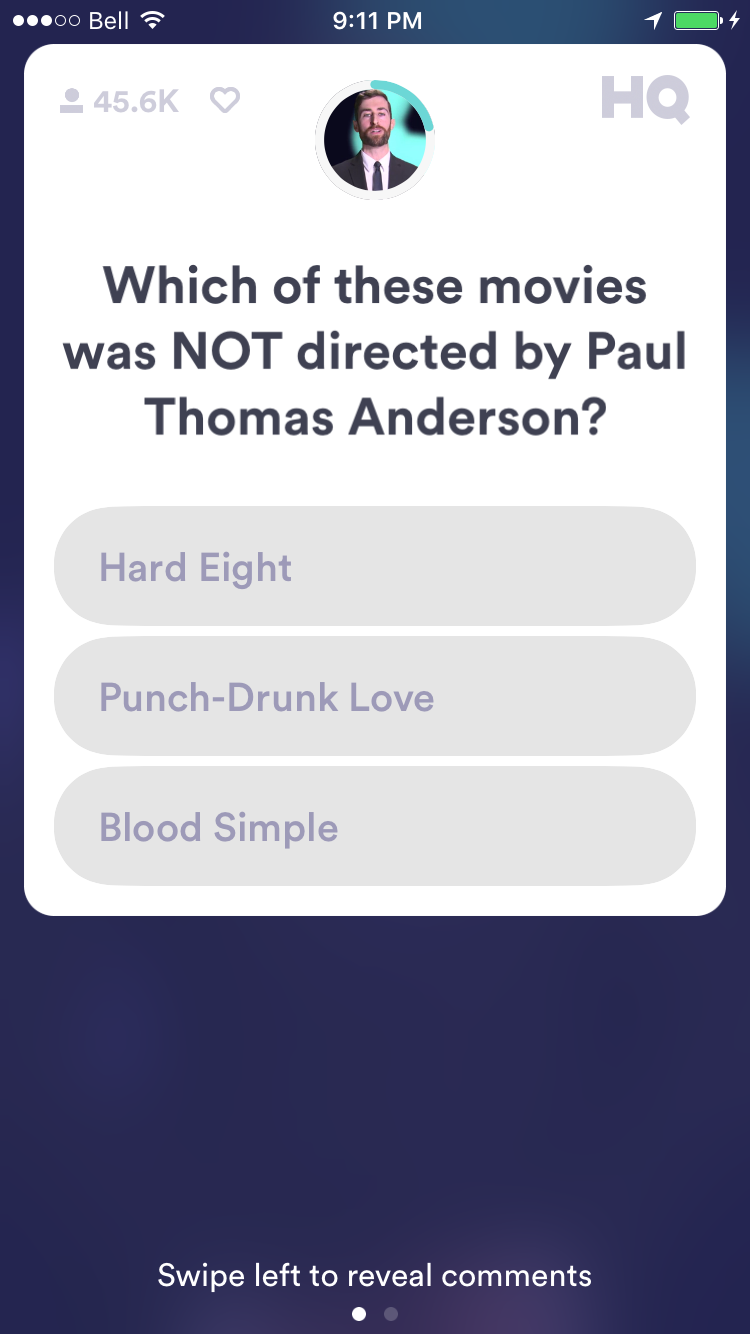 Bell 9:11 PM
45.6K HQ
Which of these movies
was NOT directed by Paul
Thomas Anderson?
Hard Eight
Punch-Drunk Love
Blood Simple
Swipe left to reveal comments